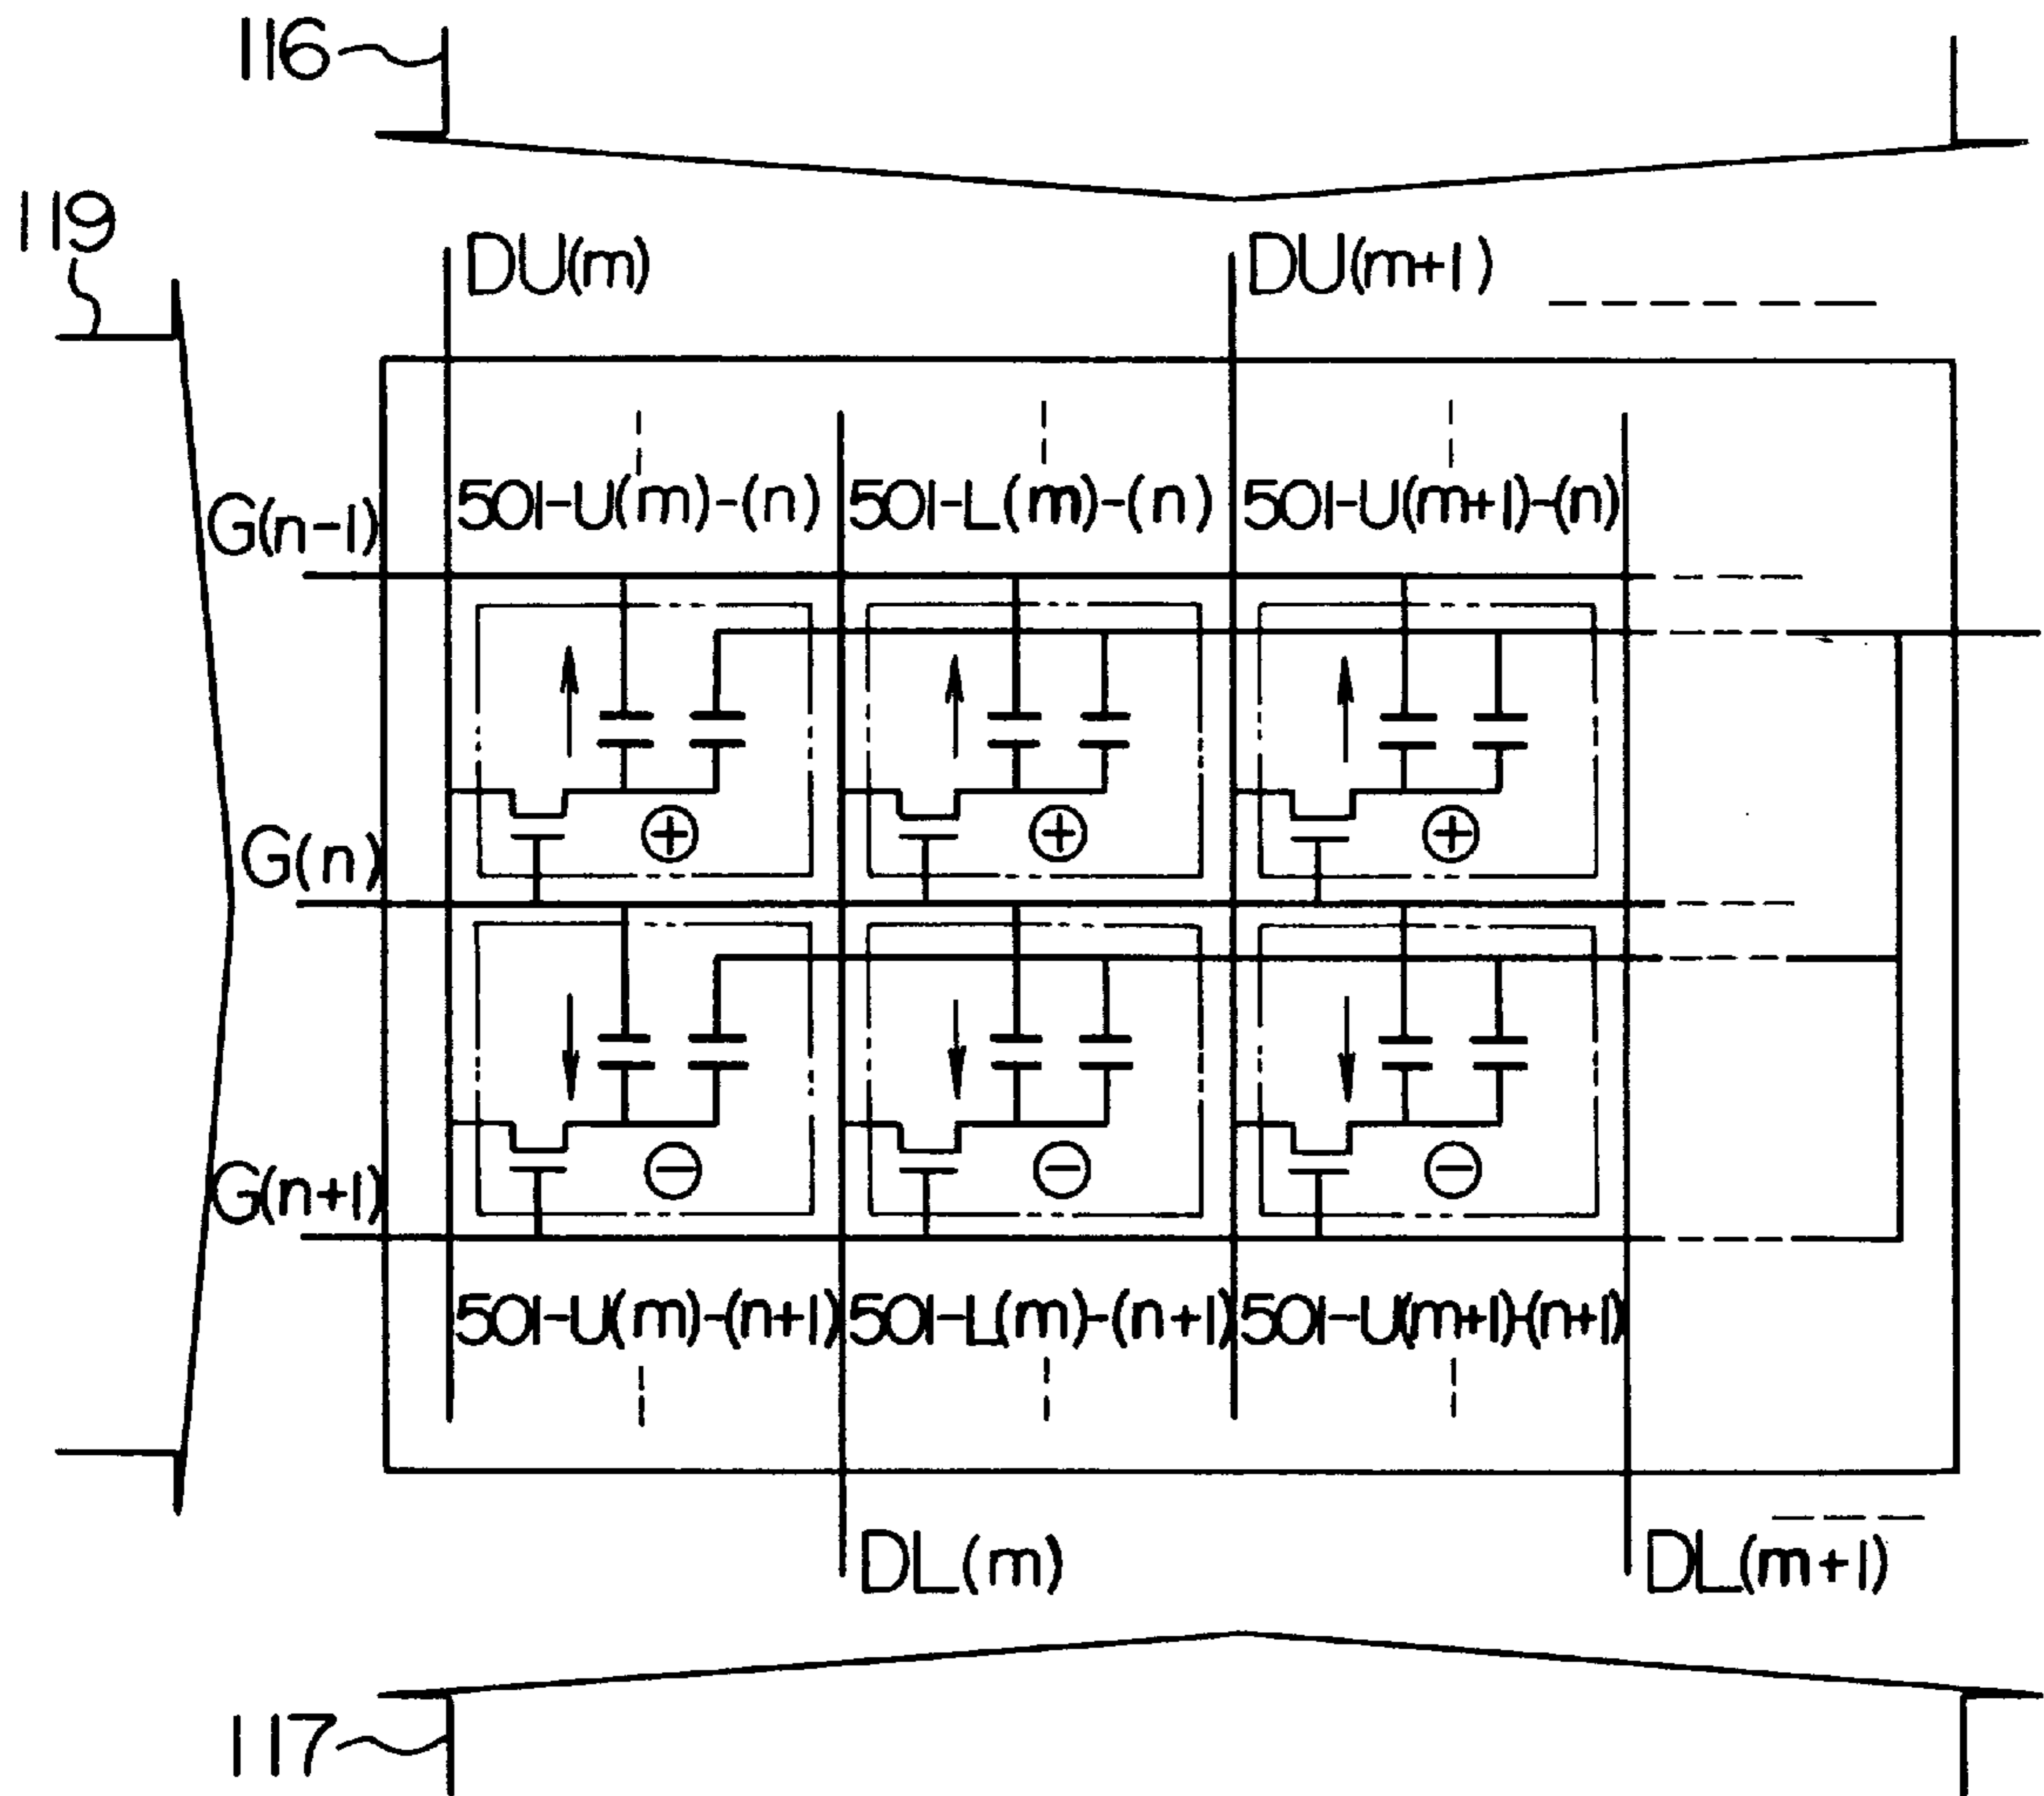 116
119
DU(m) DU(m+1)
501-U(m)-(n) 501-L(m)-(n) 501-U(m+1)-(n)
G(n-1)
+ + +
G(n)
- - -
G(n+1)
501-U(m)-(n+1) 501-L(m)-(n+1) 501-U(m+1)-(n+1)
DL(m) DL(m+1)
117